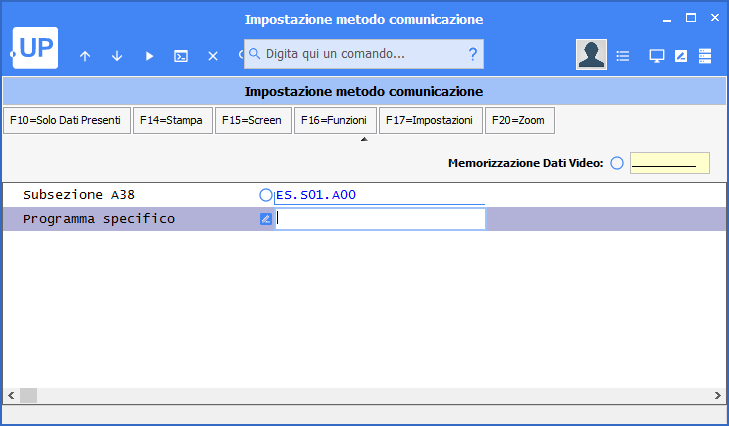 Impostazione metodo comunicazione
.UP
Digita qui un comando... ?
Impostazione metodo comunicazione
F10=Solo Dati Presenti F14=Stampa F15=Screen F16=Funzioni F17=Impostazioni F20=Zoom
Memorizzazione Dati Video:
Subsezione A38 ES.S01.A00
Programma specifico